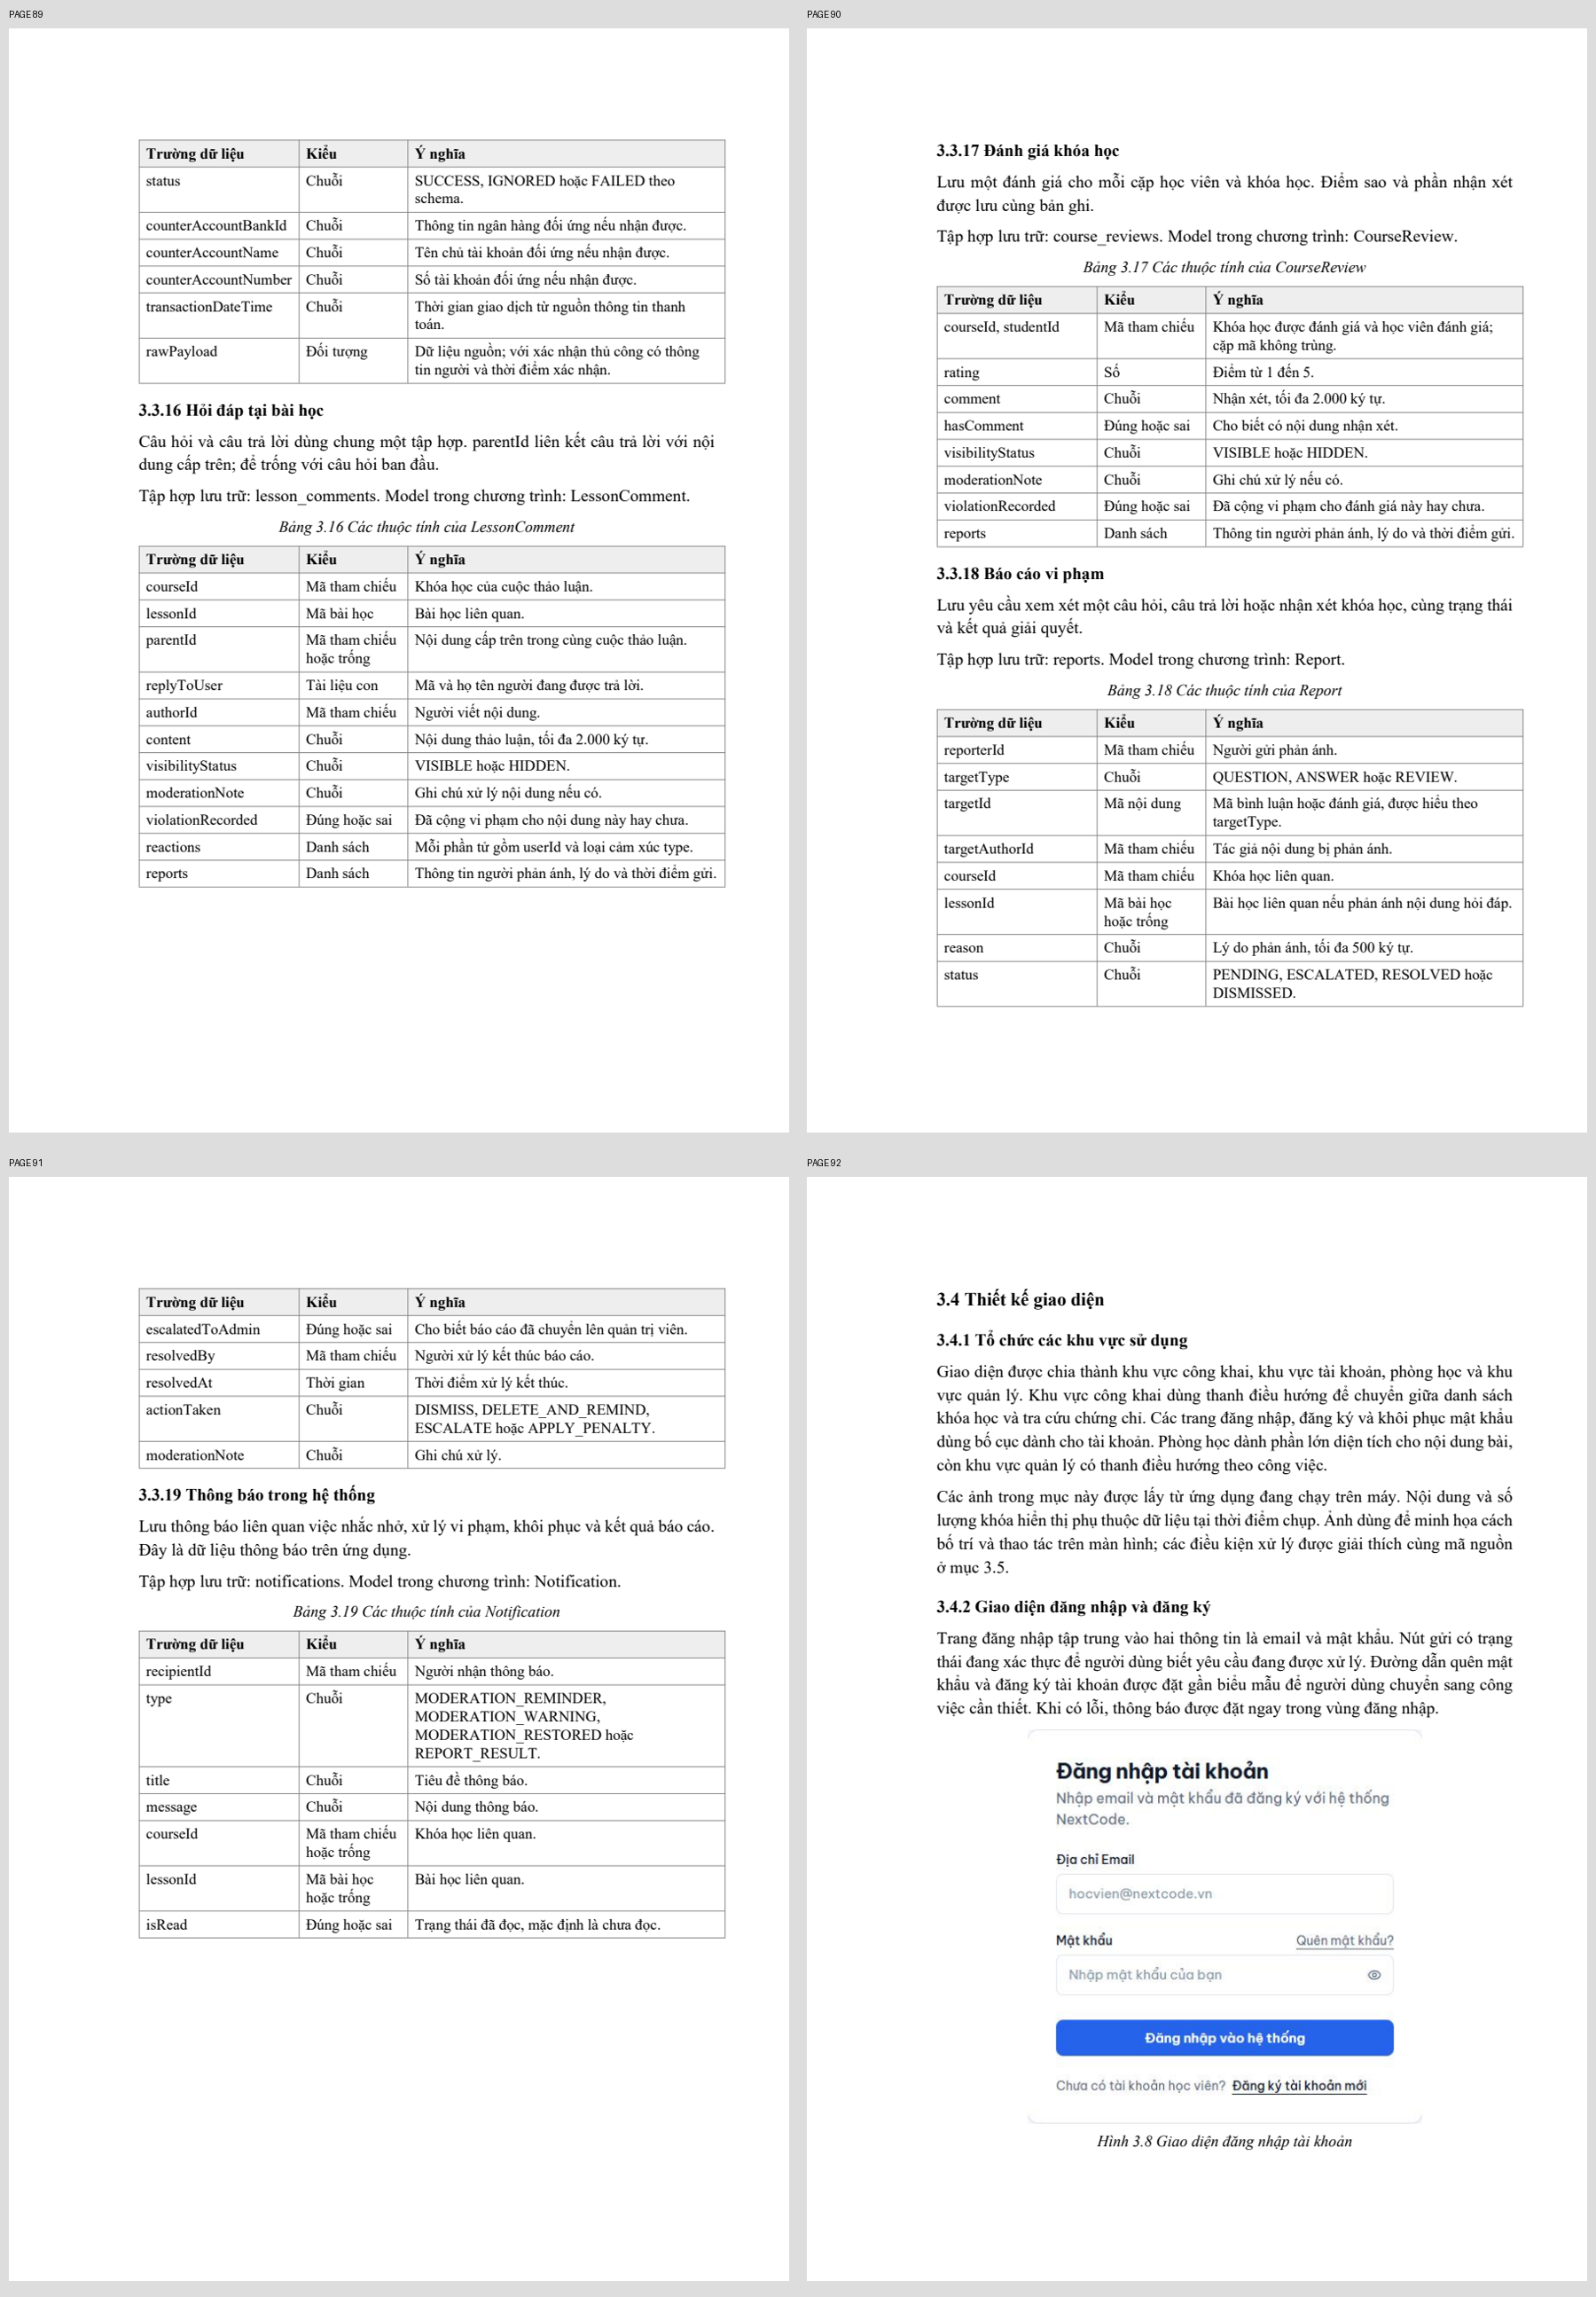 PAGE 89
Trường dữ liệu Kiểu Ý nghĩa
status Chuỗi SUCCESS, IGNORED hoặc FAILED theo
schema.
counterAccountBankId Chuỗi Thông tin ngân hàng đối ứng nếu nhận được.
counterAccountName Chuỗi Tên chủ tài khoản đối ứng nếu nhận được.
counterAccountNumber Chuỗi Số tài khoản đối ứng nếu nhận được.
transactionDateTime Chuỗi Thời gian giao dịch từ nguồn thông tin thanh
toán.
rawPayload Đối tượng Dữ liệu nguồn; với xác nhận thủ công có thông
tin người và thời điểm xác nhận.
3.3.16 Hỏi đáp tại bài học
Câu hỏi và câu trả lời dùng chung một tập hợp. parentId liên kết câu trả lời với nội
dung cấp trên; để trống với câu hỏi ban đầu.
Tập hợp lưu trữ: lesson_comments. Model trong chương trình: LessonComment.
Bảng 3.16 Các thuộc tính của LessonComment
Trường dữ liệu Kiểu Ý nghĩa
courseId Mã tham chiếu Khóa học của cuộc thảo luận.
lessonId Mã bài học Bài học liên quan.
parentId Mã tham chiếu Nội dung cấp trên trong cùng cuộc thảo luận.
hoặc trống
replyToUser Tài liệu con Mã và họ tên người đang được trả lời.
authorId Mã tham chiếu Người viết nội dung.
content Chuỗi Nội dung thảo luận, tối đa 2.000 ký tự.
visibilityStatus Chuỗi VISIBLE hoặc HIDDEN.
moderationNote Chuỗi Ghi chú xử lý nội dung nếu có.
violationRecorded Đúng hoặc sai Đã cộng vi phạm cho nội dung này hay chưa.
reactions Danh sách Mỗi phần tử gồm userId và loại cảm xúc type.
reports Danh sách Thông tin người phản ánh, lý do và thời điểm gửi.
PAGE 90
3.3.17 Đánh giá khóa học
Lưu một đánh giá cho mỗi cặp học viên và khóa học. Điểm sao và phần nhận xét
được lưu cùng bản ghi.
Tập hợp lưu trữ: course_reviews. Model trong chương trình: CourseReview.
Bảng 3.17 Các thuộc tính của CourseReview
Trường dữ liệu Kiểu Ý nghĩa
courseId, studentId Mã tham chiếu Khóa học được đánh giá và học viên đánh giá;
cặp mã không trùng.
rating Số Điểm từ 1 đến 5.
comment Chuỗi Nhận xét, tối đa 2.000 ký tự.
hasComment Đúng hoặc sai Cho biết có nội dung nhận xét.
visibilityStatus Chuỗi VISIBLE hoặc HIDDEN.
moderationNote Chuỗi Ghi chú xử lý nếu có.
violationRecorded Đúng hoặc sai Đã cộng vi phạm cho đánh giá này hay chưa.
reports Danh sách Thông tin người phản ánh, lý do và thời điểm gửi.
3.3.18 Báo cáo vi phạm
Lưu yêu cầu xem xét một câu hỏi, câu trả lời hoặc nhận xét khóa học, cùng trạng thái
và kết quả giải quyết.
Tập hợp lưu trữ: reports. Model trong chương trình: Report.
Bảng 3.18 Các thuộc tính của Report
Trường dữ liệu Kiểu Ý nghĩa
reporterId Mã tham chiếu Người gửi phản ánh.
targetType Chuỗi QUESTION, ANSWER hoặc REVIEW.
targetId Mã nội dung Mã bình luận hoặc đánh giá, được hiểu theo
targetType.
targetAuthorId Mã tham chiếu Tác giả nội dung bị phản ánh.
courseId Mã tham chiếu Khóa học liên quan.
lessonId Mã bài học Bài học liên quan nếu phản ánh nội dung hỏi đáp.
hoặc trống
reason Chuỗi Lý do phản ánh, tối đa 500 ký tự.
status Chuỗi PENDING, ESCALATED, RESOLVED hoặc
DISMISSED.
PAGE 91
Trường dữ liệu Kiểu Ý nghĩa
escalatedToAdmin Đúng hoặc sai Cho biết báo cáo đã chuyển lên quản trị viên.
resolvedBy Mã tham chiếu Người xử lý kết thúc báo cáo.
resolvedAt Thời gian Thời điểm xử lý kết thúc.
actionTaken Chuỗi DISMISS, DELETE_AND_REMIND,
ESCALATE hoặc APPLY_PENALTY.
moderationNote Chuỗi Ghi chú xử lý.
3.3.19 Thông báo trong hệ thống
Lưu thông báo liên quan việc nhắc nhở, xử lý vi phạm, khôi phục và kết quả báo cáo.
Đây là dữ liệu thông báo trên ứng dụng.
Tập hợp lưu trữ: notifications. Model trong chương trình: Notification.
Bảng 3.19 Các thuộc tính của Notification
Trường dữ liệu Kiểu Ý nghĩa
recipientId Mã tham chiếu Người nhận thông báo.
type Chuỗi MODERATION_REMINDER,
MODERATION_WARNING,
MODERATION_RESTORED hoặc
REPORT_RESULT.
title Chuỗi Tiêu đề thông báo.
message Chuỗi Nội dung thông báo.
courseId Mã tham chiếu Khóa học liên quan.
hoặc trống
lessonId Mã bài học Bài học liên quan.
hoặc trống
isRead Đúng hoặc sai Trạng thái đã đọc, mặc định là chưa đọc.
PAGE 92
3.4 Thiết kế giao diện
3.4.1 Tổ chức các khu vực sử dụng
Giao diện được chia thành khu vực công khai, khu vực tài khoản, phòng học và khu
vực quản lý. Khu vực công khai dùng thanh điều hướng để chuyển giữa danh sách
khóa học và tra cứu chứng chỉ. Các trang đăng nhập, đăng ký và khôi phục mật khẩu
dùng bố cục dành cho tài khoản. Phòng học dành phần lớn diện tích cho nội dung bài,
còn khu vực quản lý có thanh điều hướng theo công việc.
Các ảnh trong mục này được lấy từ ứng dụng đang chạy trên máy. Nội dung và số
lượng khóa hiển thị phụ thuộc dữ liệu tại thời điểm chụp. Ảnh dùng để minh họa cách
bố trí và thao tác trên màn hình; các điều kiện xử lý được giải thích cùng mã nguồn
ở mục 3.5.
3.4.2 Giao diện đăng nhập và đăng ký
Trang đăng nhập tập trung vào hai thông tin là email và mật khẩu. Nút gửi có trạng
thái đang xác thực để người dùng biết yêu cầu đang được xử lý. Đường dẫn quên mật
khẩu và đăng ký tài khoản được đặt gần biểu mẫu để người dùng chuyển sang công
việc cần thiết. Khi có lỗi, thông báo được đặt ngay trong vùng đăng nhập.
Đăng nhập tài khoản
Nhập email và mật khẩu đã đăng ký với hệ thống
NextCode.
Địa chỉ Email
hocvien@nextcode.vn
Mật khẩu Quên mật khẩu?
Nhập mật khẩu của bạn
Đăng nhập vào hệ thống
Chưa có tài khoản học viên? Đăng ký tài khoản mới
Hình 3.8 Giao diện đăng nhập tài khoản